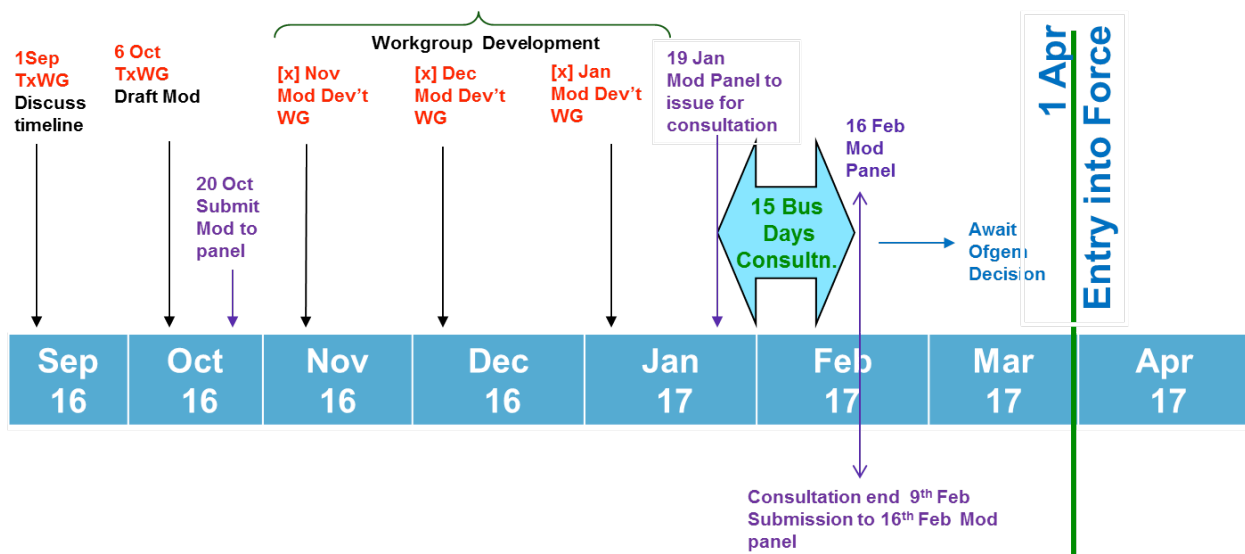 Workgroup Development
1Sep
TxWG
Discuss
timeline
6 Oct
TxWG
Draft Mod
20 Oct
Submit
Mod to
panel
[x] Nov
Mod Dev't
WG
[x] Dec
Mod Dev't
WG
[x] Jan
Mod Dev't
WG
19 Jan
Mod Panel to
issue for
consultation
15 Bus
Days
Consultn.
16 Feb
Mod
Panel
Await
Ofgem
Decision
1 Apr
Entry into Force
Sep
16
Oct
16
Nov
16
Dec
16
Jan
17
Feb
17
Mar
17
Apr
17
Consultation end 9th Feb
Submission to 16th Feb Mod
panel